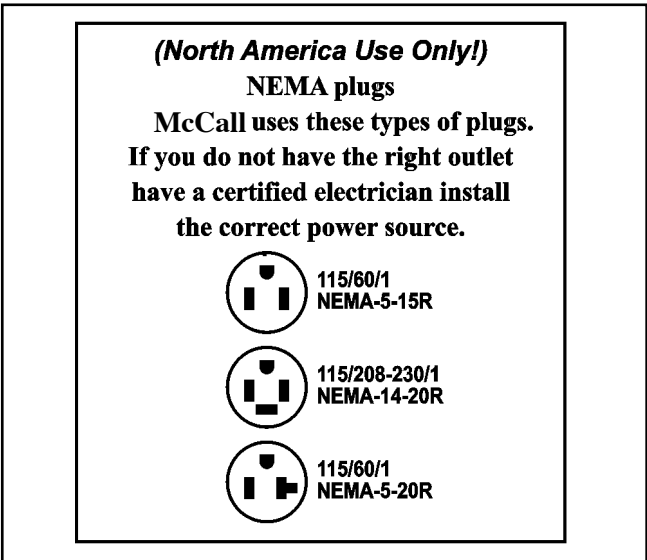 (North America Use Only!)
NEMA plugs
McCall uses these types of plugs.
If you do not have the right outlet
have a certified electrician install
the correct power source.
115/60/1
NEMA-5-15R
115/208-230/1
NEMA-14-20R
115/60/1
NEMA-5-20R